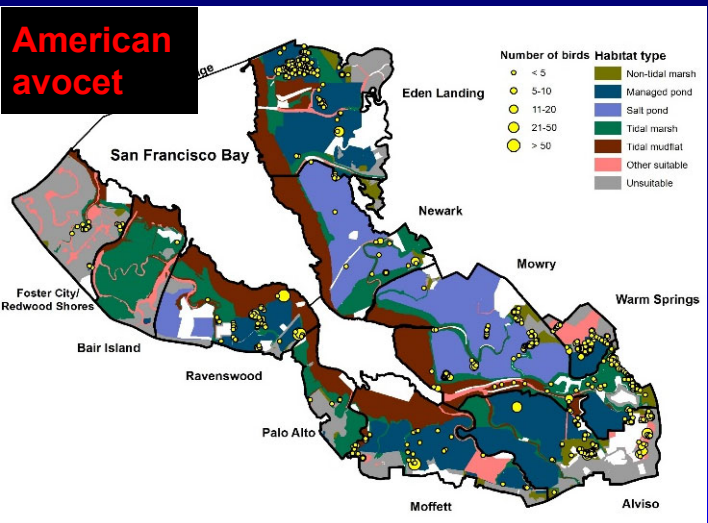 American
avocet
ge
Eden Landing
San Francisco Bay
Newark
Mowry
Warm Springs
Foster City/
Redwood Shores
Bair Island
Ravenswood
Palo Alto
Moffett
Alviso
Number of birds
< 5
5-10
11-20
21-50
> 50
Habitat type
Non-tidal marsh
Managed pond
Salt pond
Tidal marsh
Tidal mudflat
Other suitable
Unsuitable